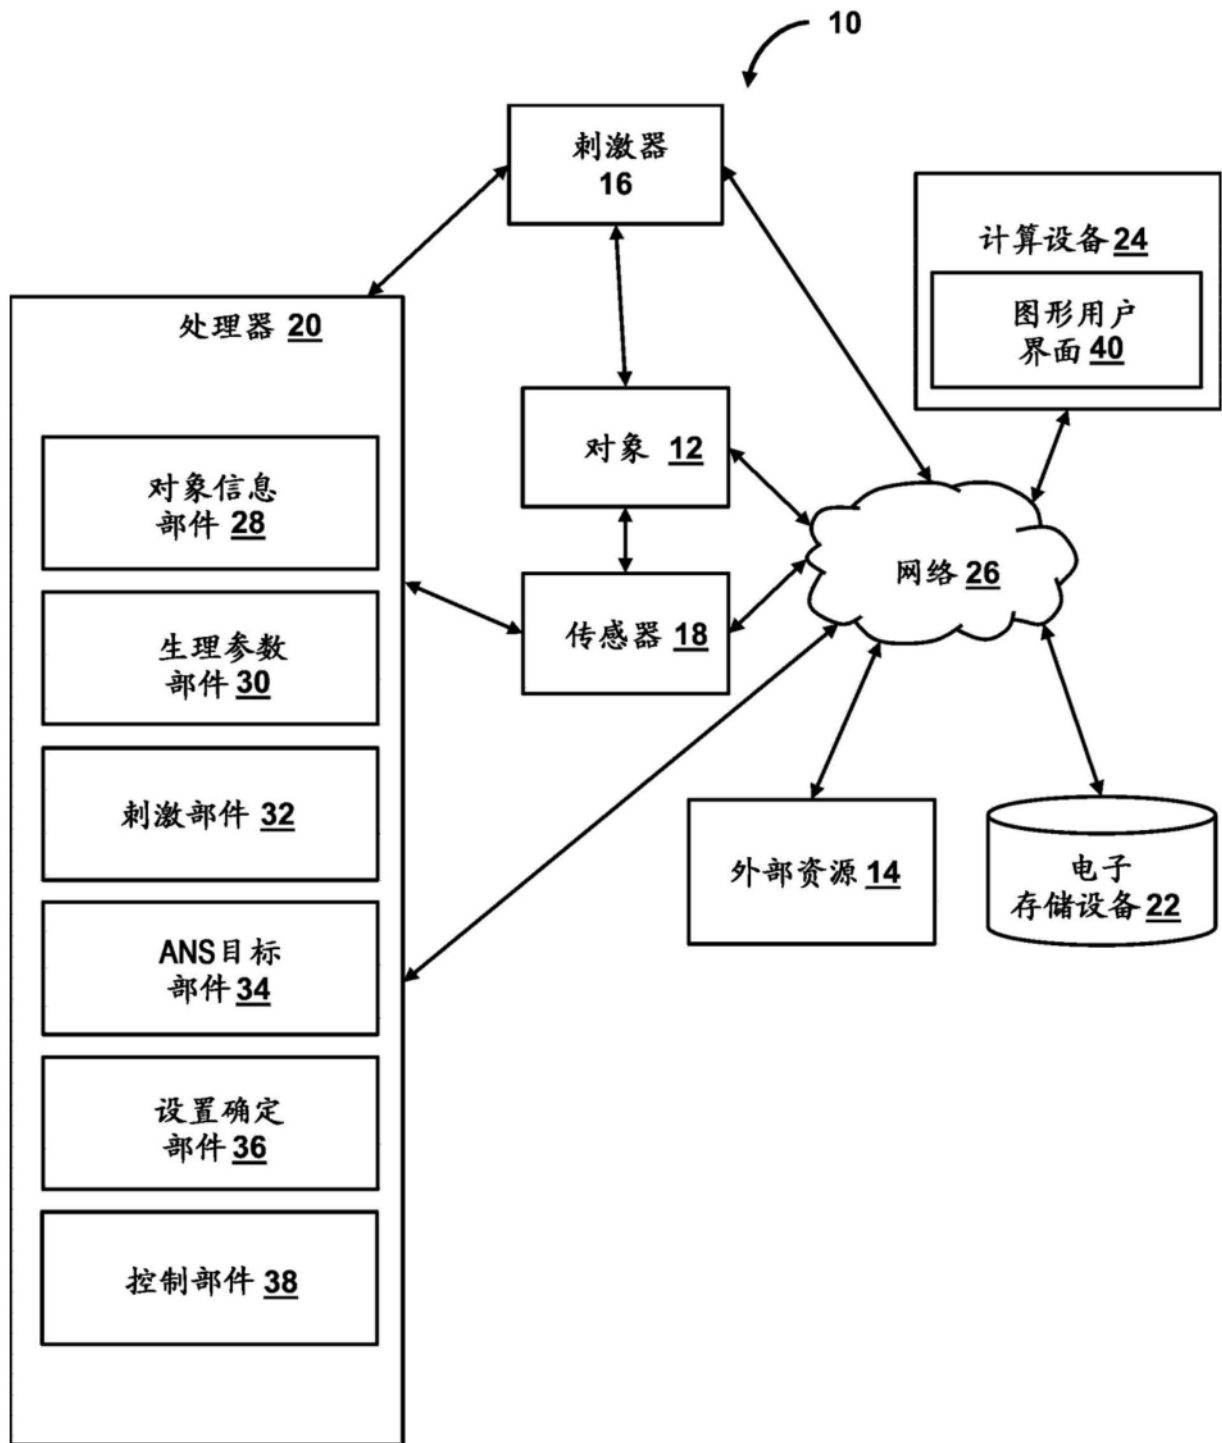 10
刺激器
16
计算设备 24
图形用户
界面 40
处理器 20
对象 12
对象信息
部件 28
网络 26
传感器 18
生理参数
部件 30
刺激部件 32
外部资源 14
电子
存储设备 22
ANS目标
部件 34
设置确定
部件 36
控制部件 38